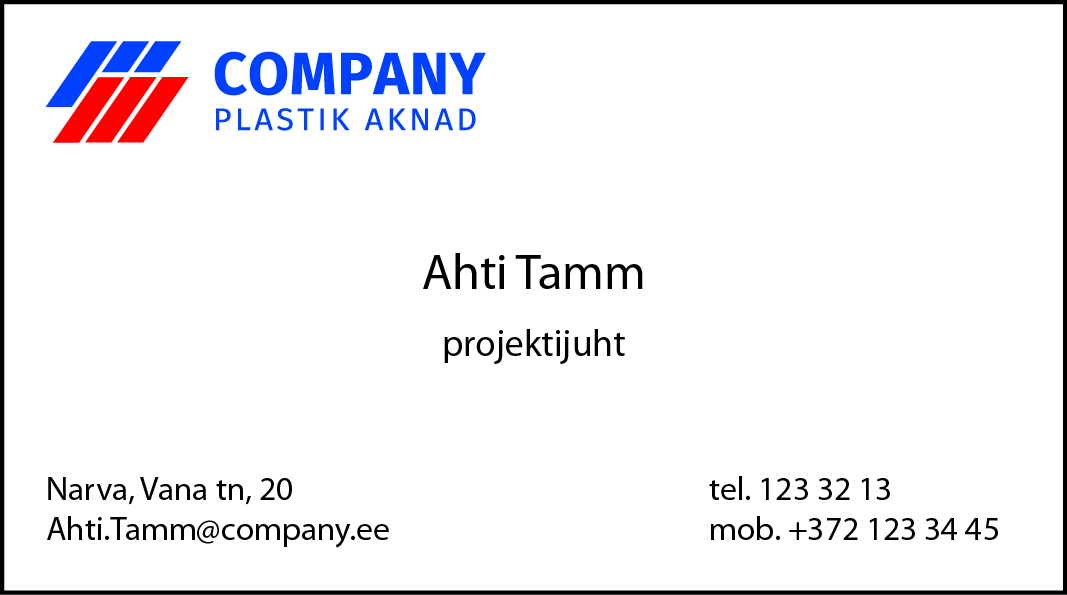 COMPANY
PLASTIK AKNAD
Ahti Tamm
projektijuht
Narva, Vana tn, 20
Ahti.Tamm@company.ee
tel. 123 32 13
mob. +372 123 34 45